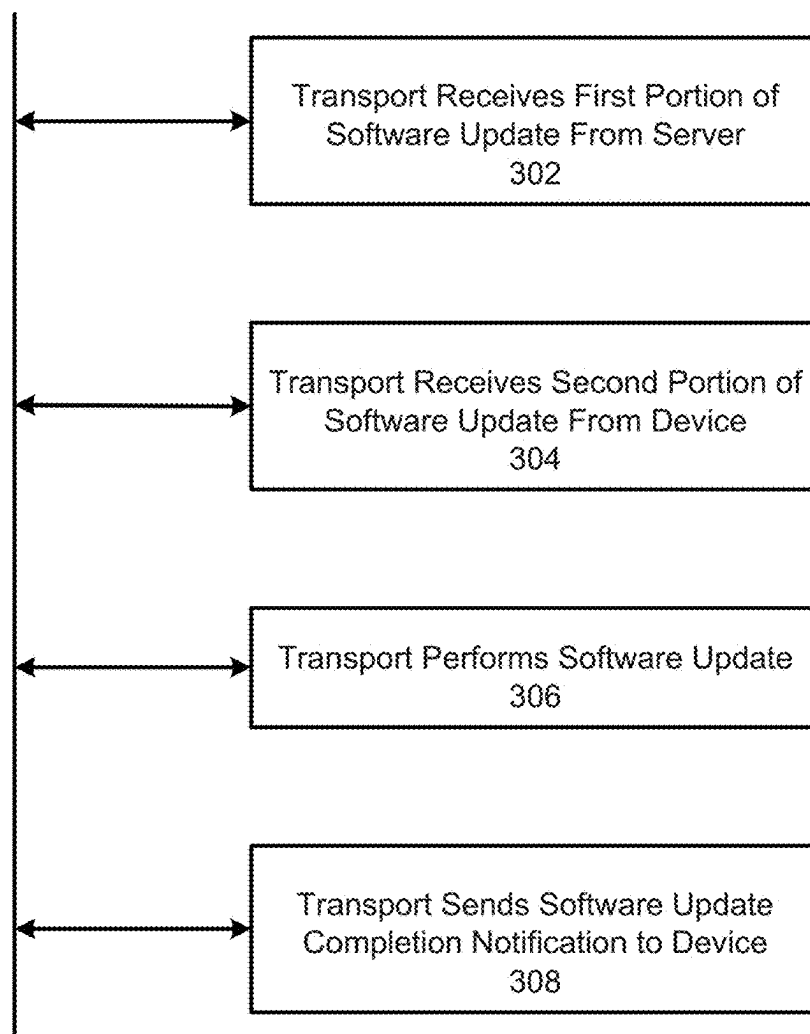 Transport Receives First Portion of
Software Update From Server
302
Transport Receives Second Portion of
Software Update From Device
304
Transport Performs Software Update
306
Transport Sends Software Update
Completion Notification to Device
308